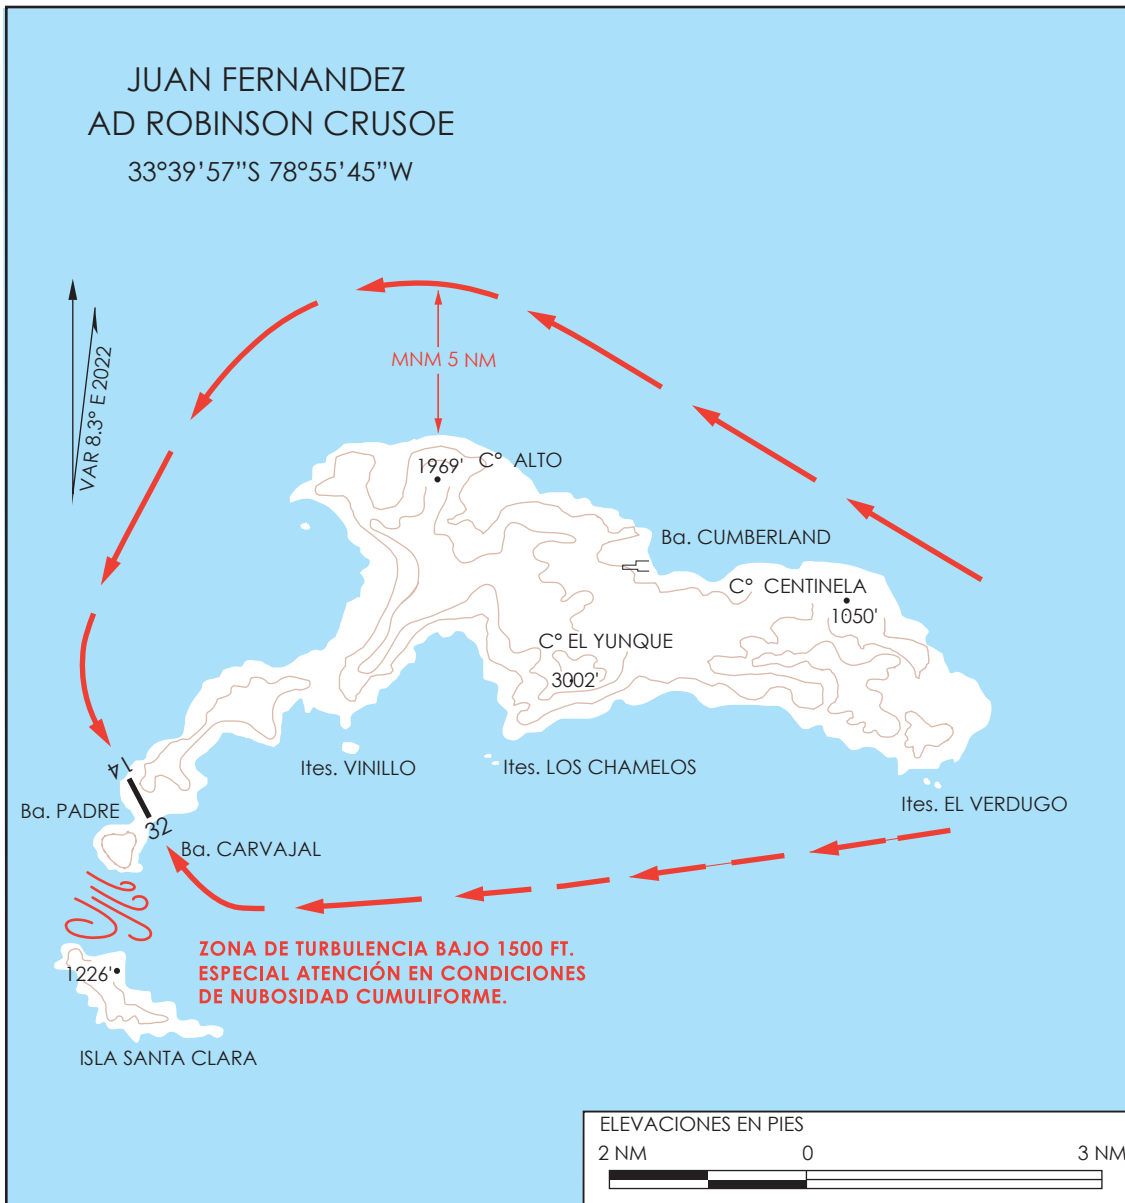 JUAN FERNANDEZ
AD ROBINSON CRUSOE
33°39’57”S 78°55’45”W
VAR 8.3° E 2022
MNM 5 NM
1969'
C° ALTO
Ba. CUMBERLAND
C° CENTINELA
1050'
C° EL YUNQUE
3002'
Ites. VINILLO
Ites. LOS CHAMELOS
Ites. EL VERDUGO
14
Ba. PADRE
32
Ba. CARVAJAL
ZONA DE TURBULENCIA BAJO 1500 FT.
ESPECIAL ATENCIÓN EN CONDICIONES
DE NUBOSIDAD CUMULIFORME.
1226'
ISLA SANTA CLARA
ELEVACIONES EN PIES
2 NM 0 3 NM